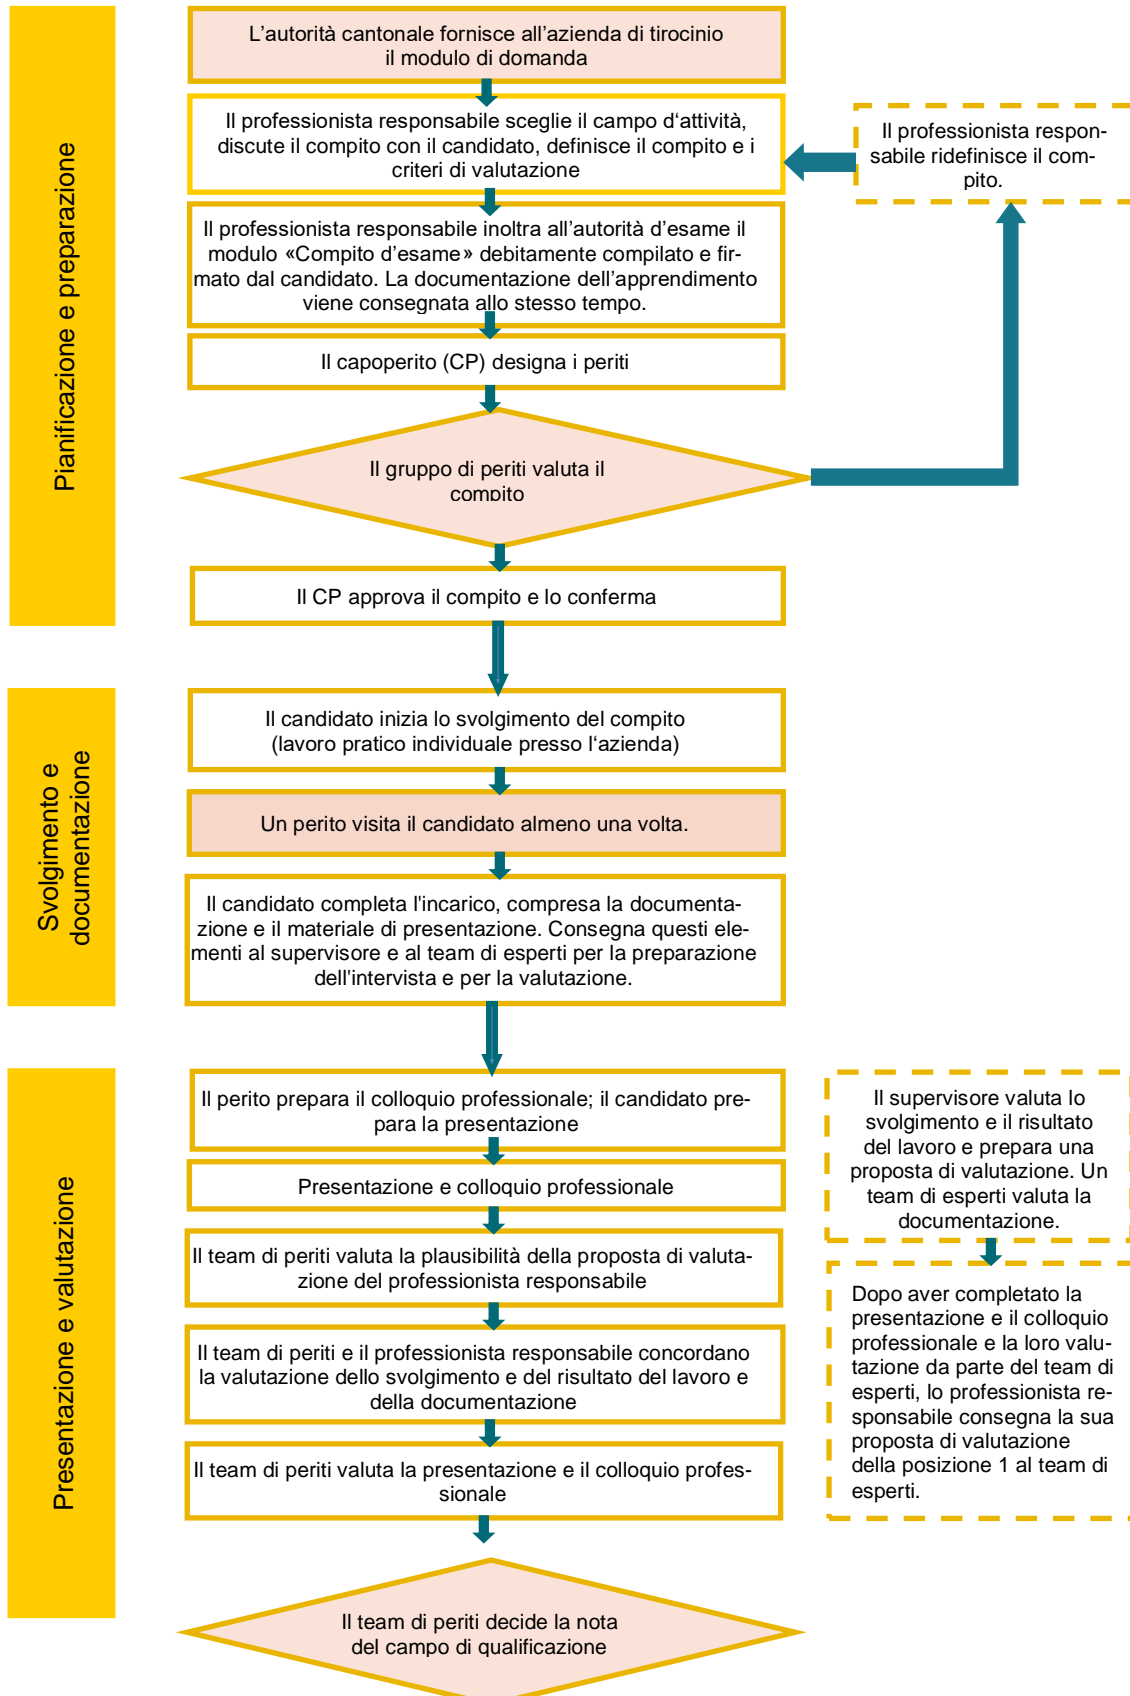 Pianificazione e preparazione
L'autorità cantonale fornisce all'azienda di tirocinio
il modulo di domanda
Il professionista responsabile sceglie il campo d'attività,
discute il compito con il candidato, definisce il compito e i
criteri di valutazione
Il professionista respon-
sabile ridefinisce il com-
pito.
Il professionista responsabile inoltra all'autorità d'esame il
modulo «Compito d'esame» debitamente compilato e fir-
mato dal candidato. La documentazione dell'apprendimento
viene consegnata allo stesso tempo.
Il capoperito (CP) designa i periti
Il gruppo di periti valuta il
compito
Il CP approva il compito e lo conferma
Svolgimento e
documentazione
Il candidato inizia lo svolgimento del compito
(lavoro pratico individuale presso l'azienda)
Un perito visita il candidato almeno una volta.
Il candidato completa l'incarico, compresa la documenta-
zione e il materiale di presentazione. Consegna questi ele-
menti al supervisore e al team di esperti per la preparazione
dell'intervista e per la valutazione.
Presentazione e valutazione
Il perito prepara il colloquio professionale; il candidato pre-
para la presentazione
Presentazione e colloquio professionale
Il team di periti valuta la plausibilità della proposta di valuta-
zione del professionista responsabile
Il team di periti e il professionista responsabile concordano
la valutazione dello svolgimento e del risultato del lavoro e
della documentazione
Il team di periti valuta la presentazione e il colloquio profes-
sionale
Il team di periti decide la nota
del campo di qualificazione
Il supervisore valuta lo
svolgimento e il risultato
del lavoro e prepara una
proposta di valutazione. Un
team di esperti valuta la
documentazione.
Dopo aver completato la
presentazione e il colloquio
professionale e la loro valu-
tazione da parte del team di
esperti, lo professionista re-
sponsabile consegna la sua
proposta di valutazione
della posizione 1 al team di
esperti.